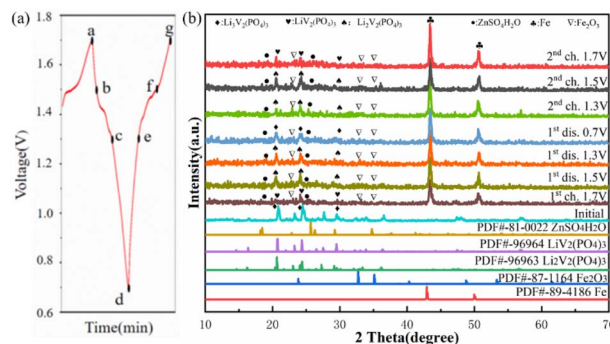 (a)
Voltage(V)
1.8
1.6
1.4
1.2
1.0
0.8
0.6
a
b
c
d
e
f
g
Time(min)
(b)
♦:Li₃V₂(PO₄)₃ ♥:LiV₂(PO₄)₃ ♠: Li₂V₂(PO₄)₃ ●:ZnSO₄H₂O ♣:Fe ▽:Fe₂O₃
Intensity(a.u.)
2nd ch. 1.7V
2nd ch. 1.5V
2nd ch. 1.3V
1st dis. 0.7V
1st dis. 1.3V
1st dis. 1.5V
1st ch. 1.7V
Initial
PDF#-81-0022 ZnSO4H2O
PDF#-96964 LiV2(PO4)3
PDF#-96963 Li2V2(PO4)3
PDF#-87-1164 Fe2O3
PDF#-89-4186 Fe
10 20 30 40 50 60 70
2 Theta(degree)